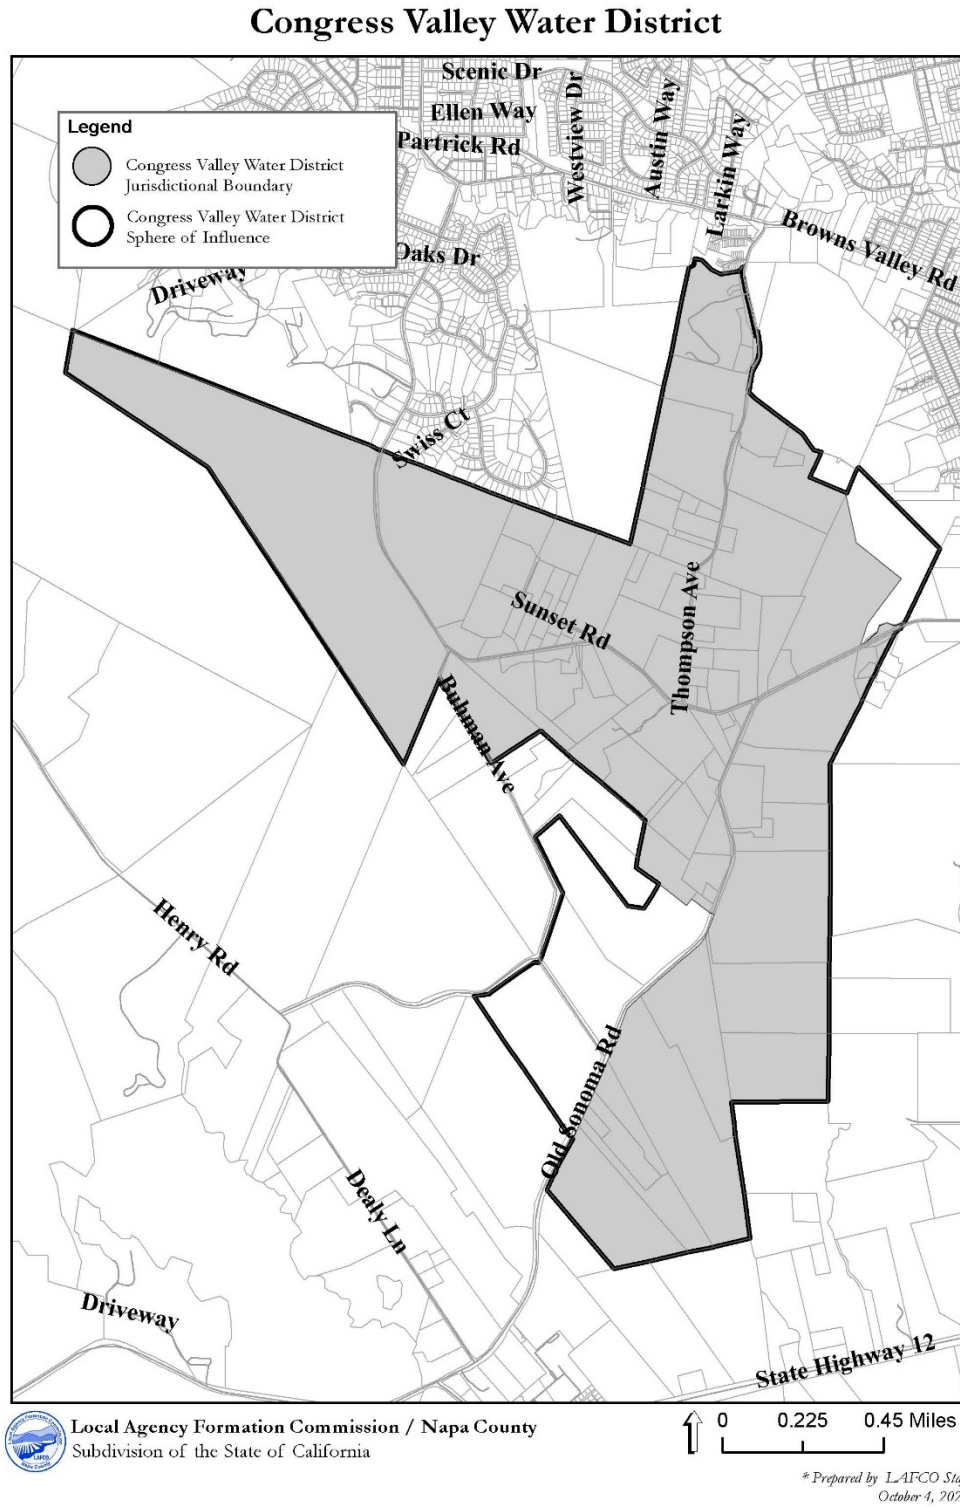 Congress Valley Water District
Scenic Dr
Ellen Way
Partrick Rd
Westview Dr
Austin Way
Larkin Way
Browns Valley Rd
Legend
Congress Valley Water District
Jurisdictional Boundary
Congress Valley Water District
Sphere of Influence
Oaks Dr
Driveway
Swiss Ct
Sunset Rd
Thompson Ave
Buhman Ave
Henry Rd
Old Sonoma Rd
Dealy Ln
Driveway
State Highway 12
Local Agency Formation Commission / Napa County
Subdivision of the State of California
0 0.225 0.45 Miles
* Prepared by LAFCO
October 4,